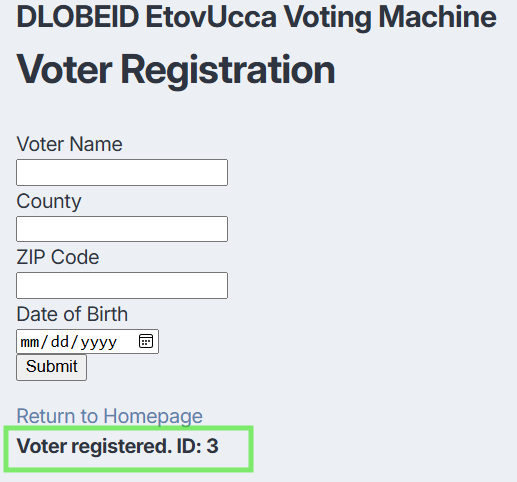 DLOBEID EtovUcca Voting Machine
Voter Registration
Voter Name
County
ZIP Code
Date of Birth
mm/dd/yyyy
Submit
Return to Homepage
Voter registered. ID: 3